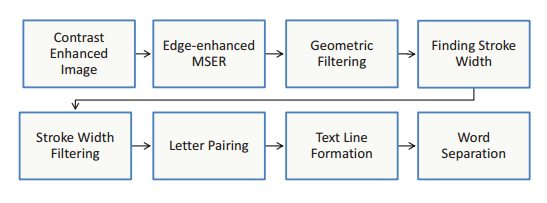 Contrast
Enhanced
Image
Edge-enhanced
MSER
Geometric
Filtering
Finding Stroke
Width
Stroke Width
Filtering
Letter Pairing
Text Line
Formation
Word
Separation